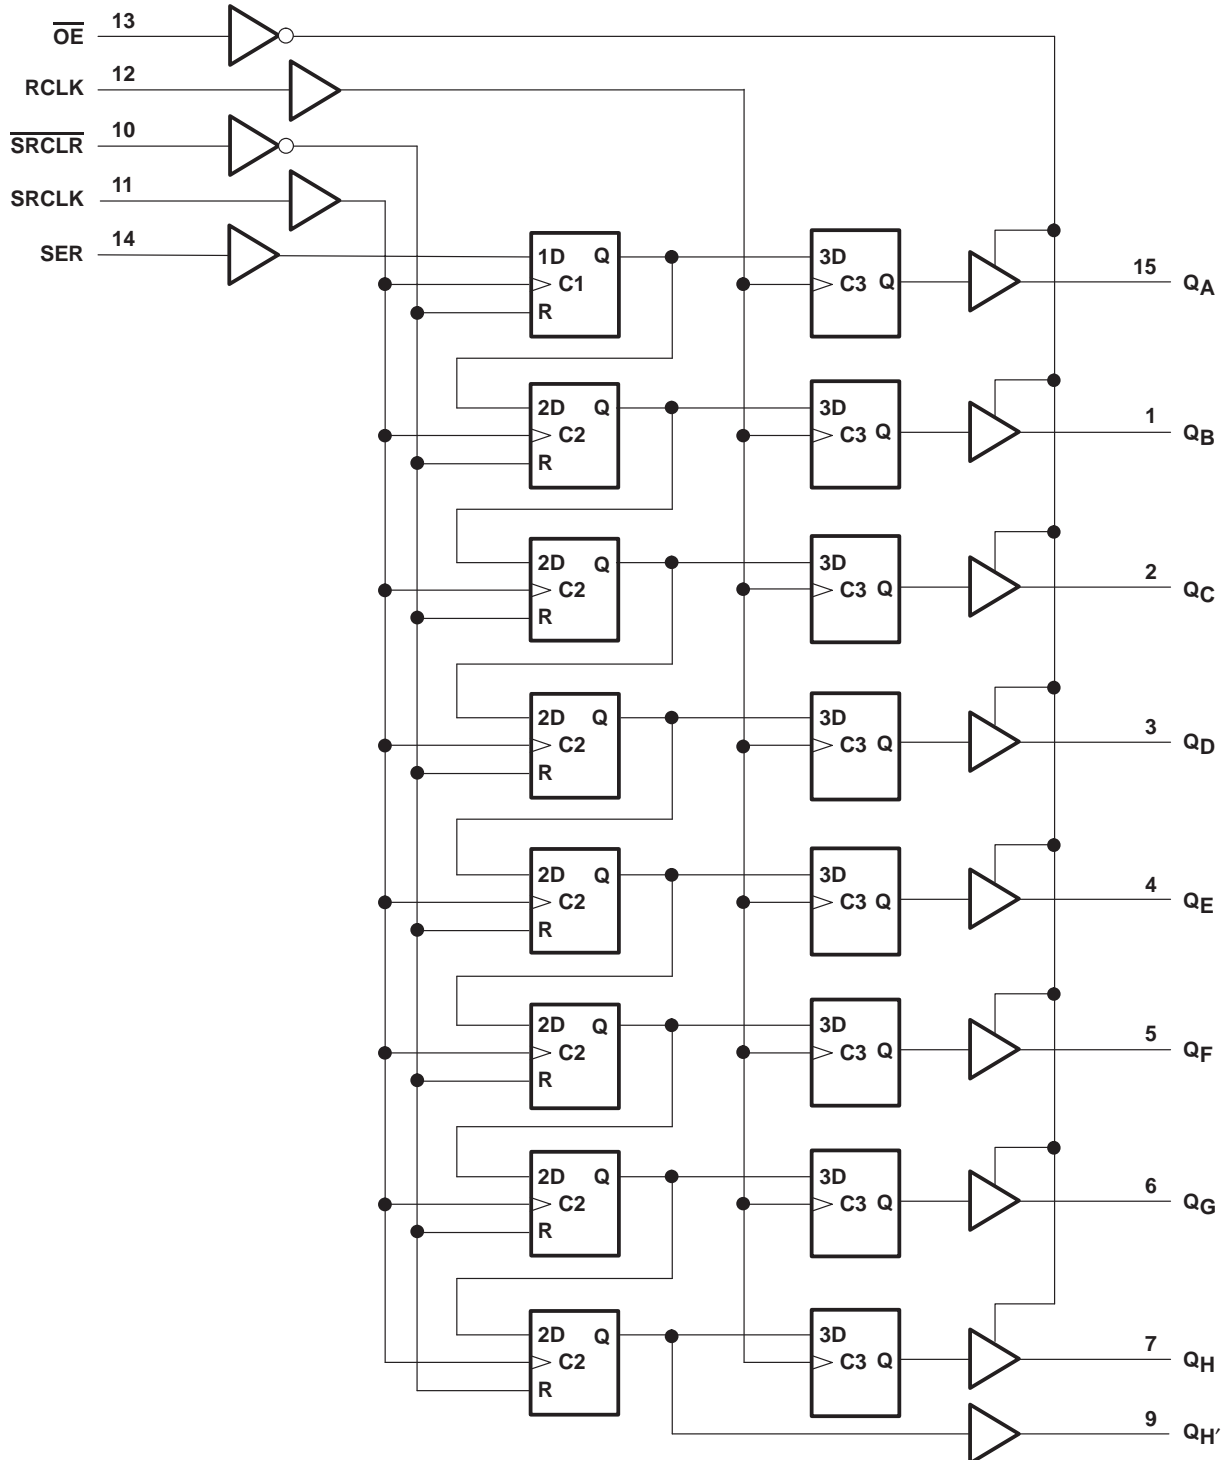 OE 13
RCLK 12
SRCLR 10
SRCLK 11
SER 14
1D Q 3D
C1 C3 Q 15 QA
R
2D Q 3D
C2 C3 Q 1 QB
R
2D Q 3D
C2 C3 Q 2 QC
R
2D Q 3D
C2 C3 Q 3 QD
R
2D Q 3D
C2 C3 Q 4 QE
R
2D Q 3D
C2 C3 Q 5 QF
R
2D Q 3D
C2 C3 Q 6 QG
R
2D Q 3D
C2 C3 Q 7 QH
R
9 QH′